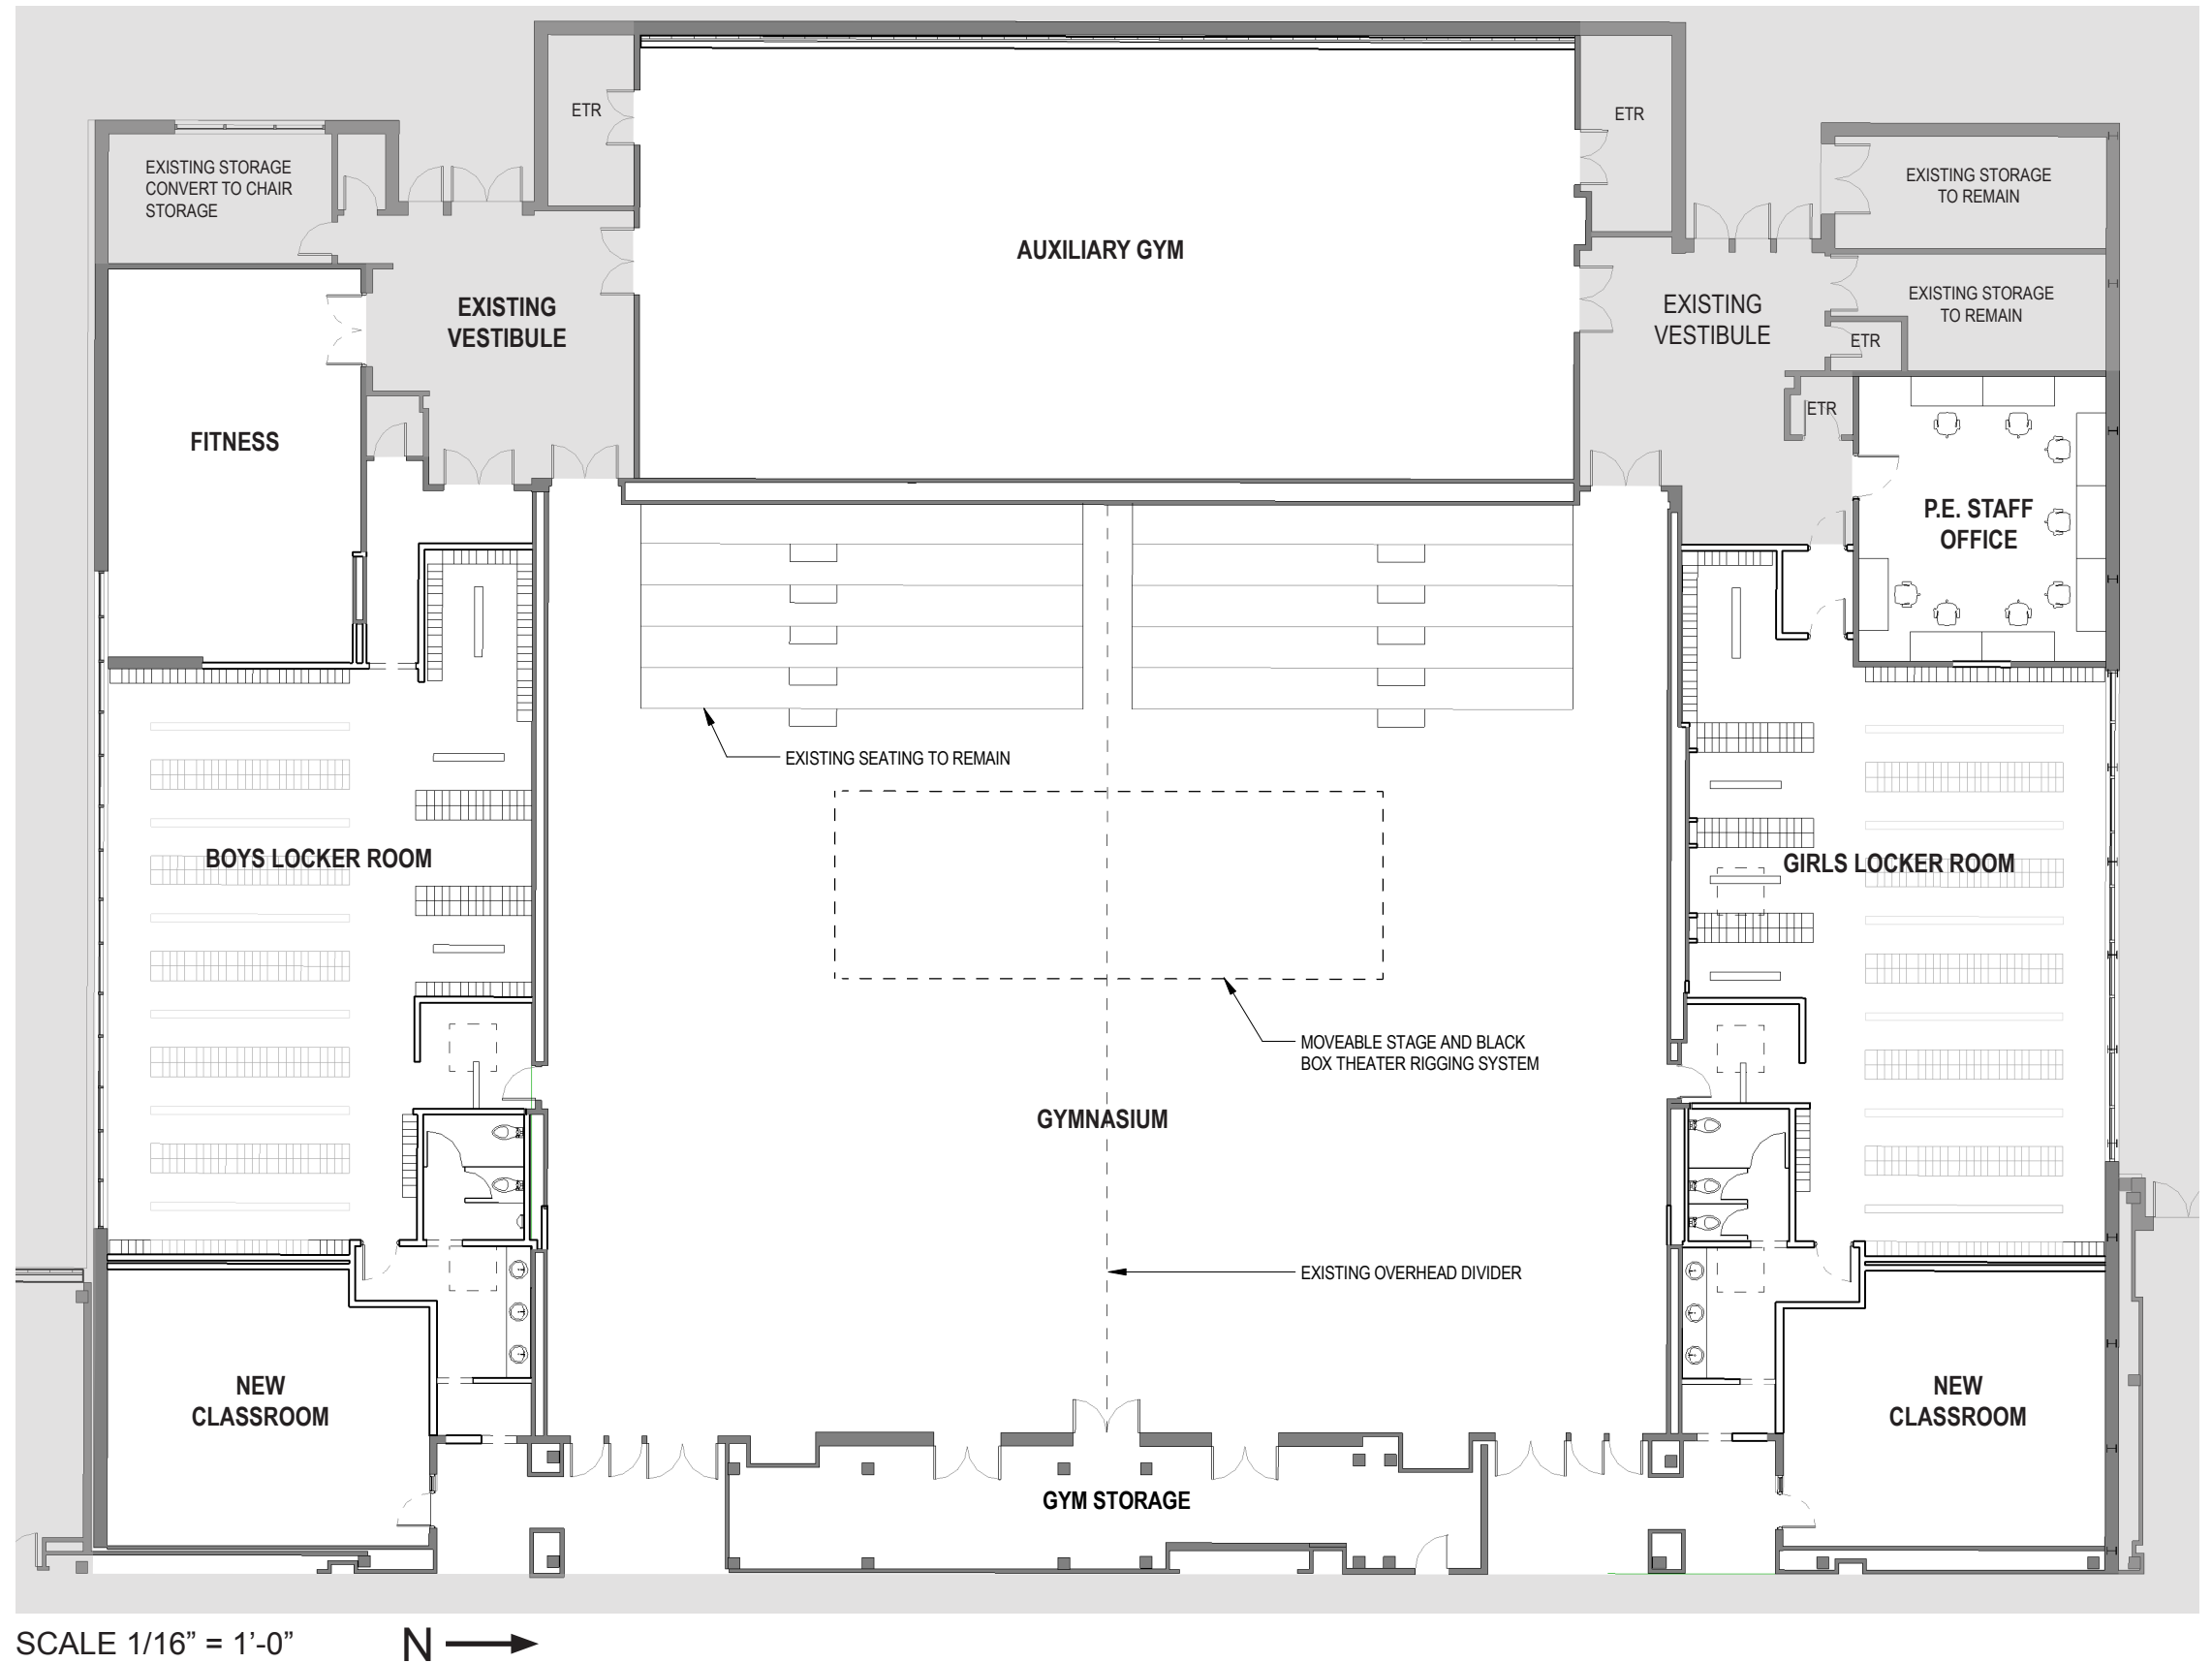 ETR
ETR
EXISTING STORAGE
CONVERT TO CHAIR
STORAGE
EXISTING STORAGE
TO REMAIN
AUXILIARY GYM
EXISTING
VESTIBULE
EXISTING
VESTIBULE
EXISTING STORAGE
TO REMAIN
ETR
ETR
FITNESS
P.E. STAFF
OFFICE
EXISTING SEATING TO REMAIN
BOYS LOCKER ROOM
GIRLS LOCKER ROOM
MOVEABLE STAGE AND BLACK
BOX THEATER RIGGING SYSTEM
GYMNASIUM
EXISTING OVERHEAD DIVIDER
NEW
CLASSROOM
NEW
CLASSROOM
GYM STORAGE
SCALE 1/16” = 1’-0”
N